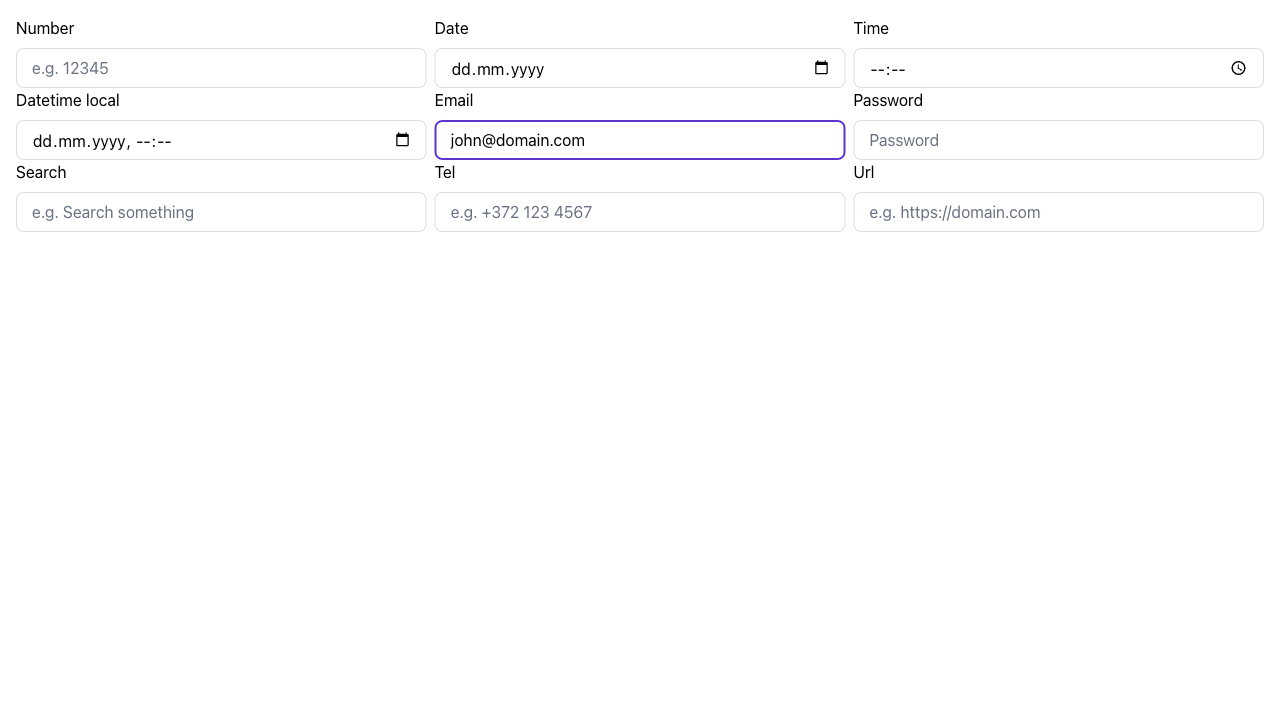 Number Date Time
e.g. 12345 dd.mm.yyyy --:--
Datetime local Email Password
dd.mm.yyyy, --:-- john@domain.com Password
Search Tel Url
e.g. Search something e.g. +372 123 4567 e.g. https://domain.com